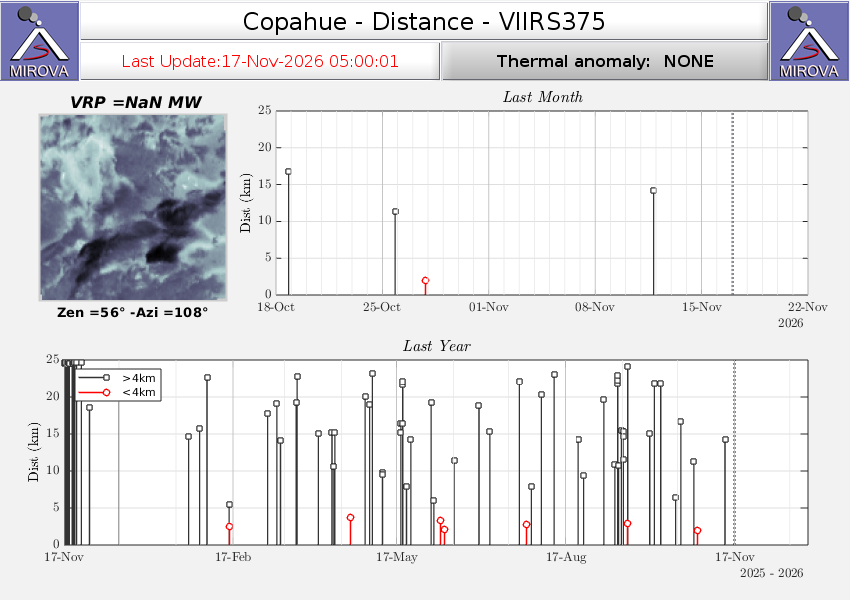 Copahue - Distance - VIIRS375
MIROVA
Last Update:17-Nov-2026 05:00:01
Thermal anomaly: NONE
MIROVA
VRP =NaN MW
Zen =56° -Azi =108°
Last Month
Dist (km)
25
20
15
10
5
0
18-Oct
25-Oct
01-Nov
08-Nov
15-Nov
22-Nov
2026
Last Year
Dist (km)
25
20
15
10
5
0
>4km
<4km
17-Nov
17-Feb
17-May
17-Aug
17-Nov
2025 - 2026